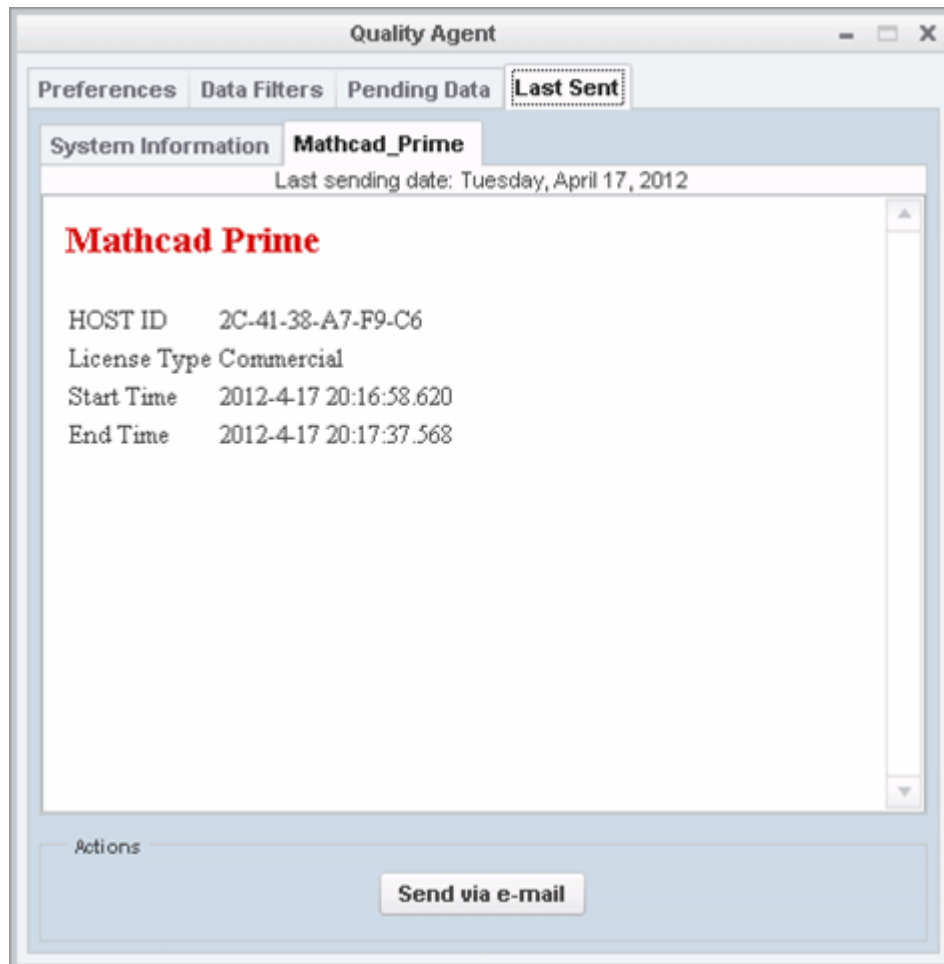 Quality Agent
Preferences Data Filters Pending Data Last Sent
System Information Mathcad_Prime
Last sending date: Tuesday, April 17, 2012
Mathcad Prime
HOST ID 2C-41-38-A7-F9-C6
License Type Commercial
Start Time 2012-4-17 20:16:58.620
End Time 2012-4-17 20:17:37.568
Actions
Send via e-mail